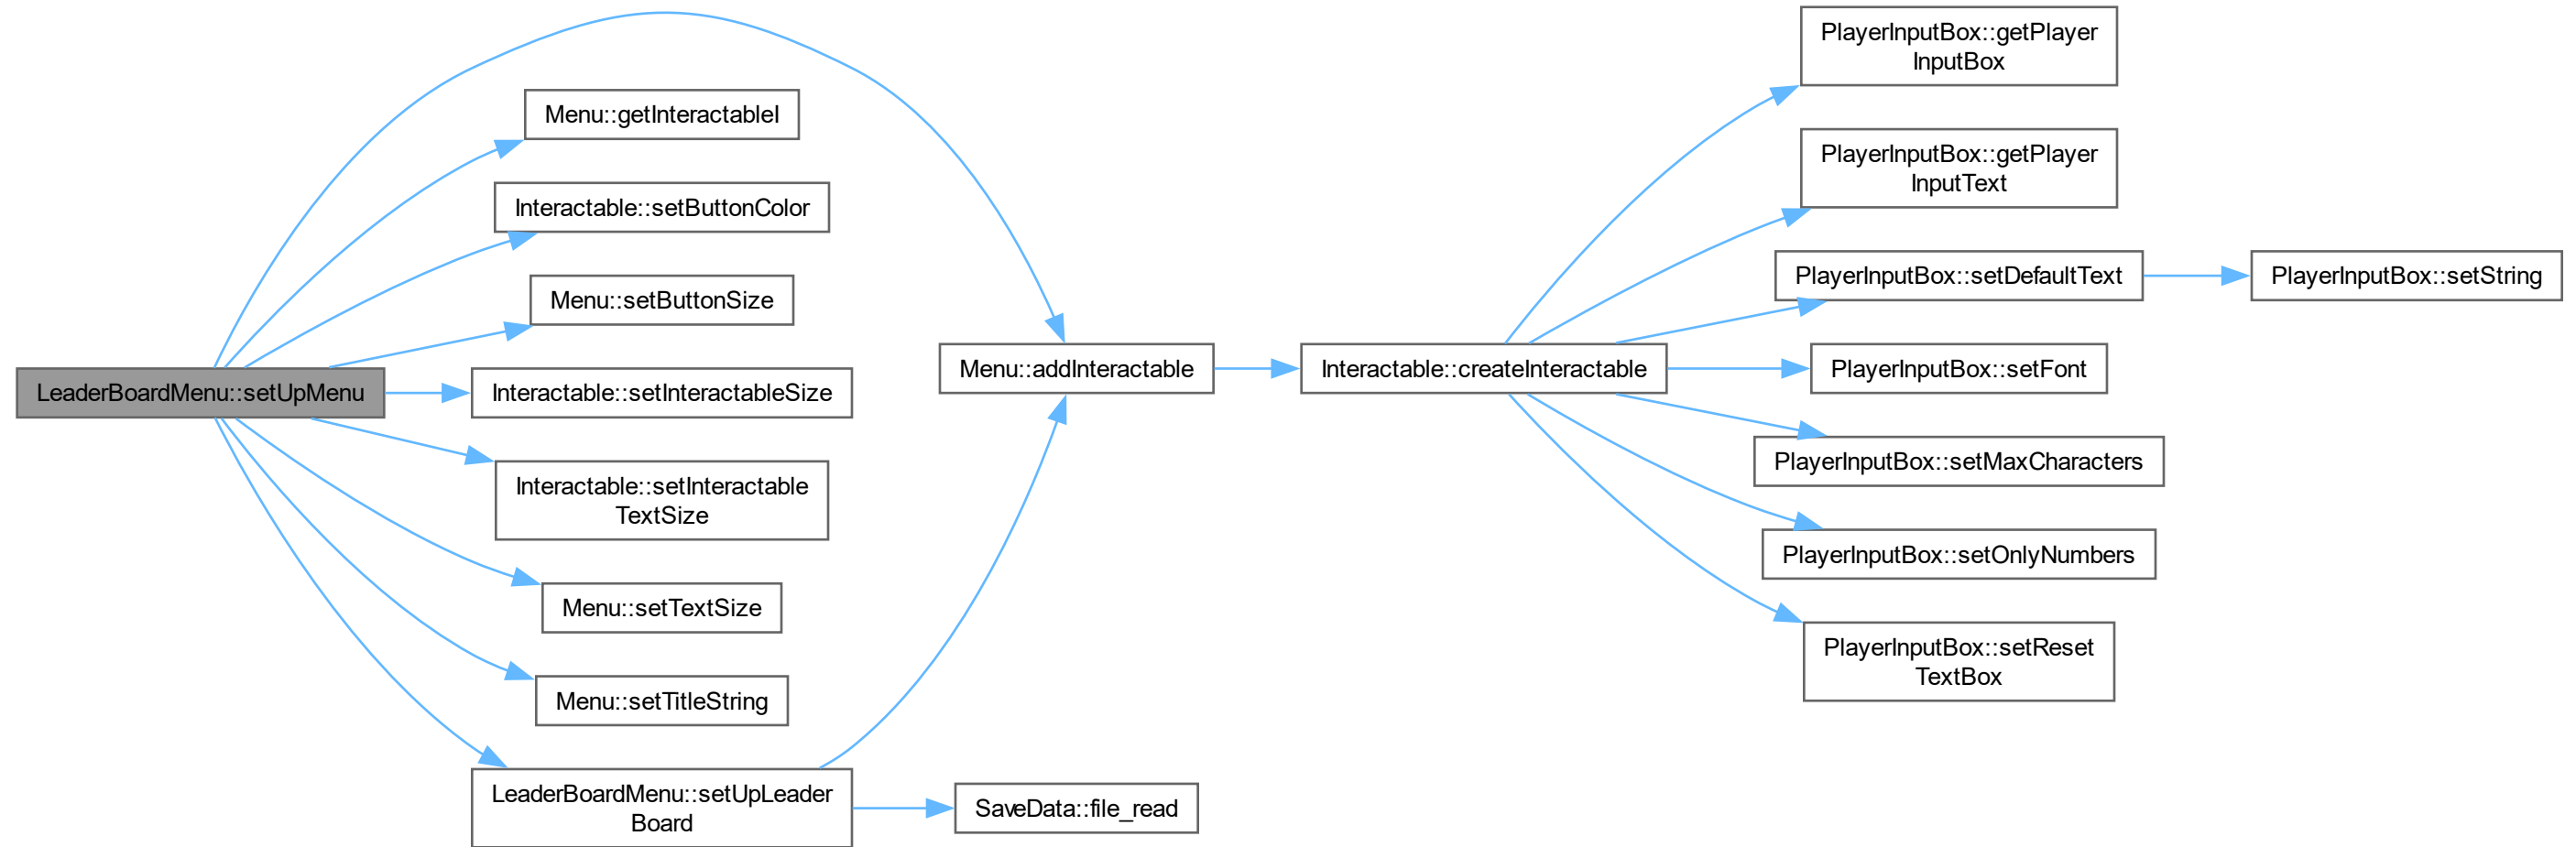 LeaderBoardMenu::setUpMenu
Menu::getInteractableI
Interactable::setButtonColor
Menu::setButtonSize
Interactable::setInteractableSize
Interactable::setInteractable
TextSize
Menu::setTextSize
Menu::setTitleString
LeaderBoardMenu::setUpLeader
Board
Menu::addInteractable
SaveData::file_read
Interactable::createInteractable
PlayerInputBox::getPlayer
InputBox
PlayerInputBox::getPlayer
InputText
PlayerInputBox::setDefaultText
PlayerInputBox::setFont
PlayerInputBox::setMaxCharacters
PlayerInputBox::setOnlyNumbers
PlayerInputBox::setReset
TextBox
PlayerInputBox::setString